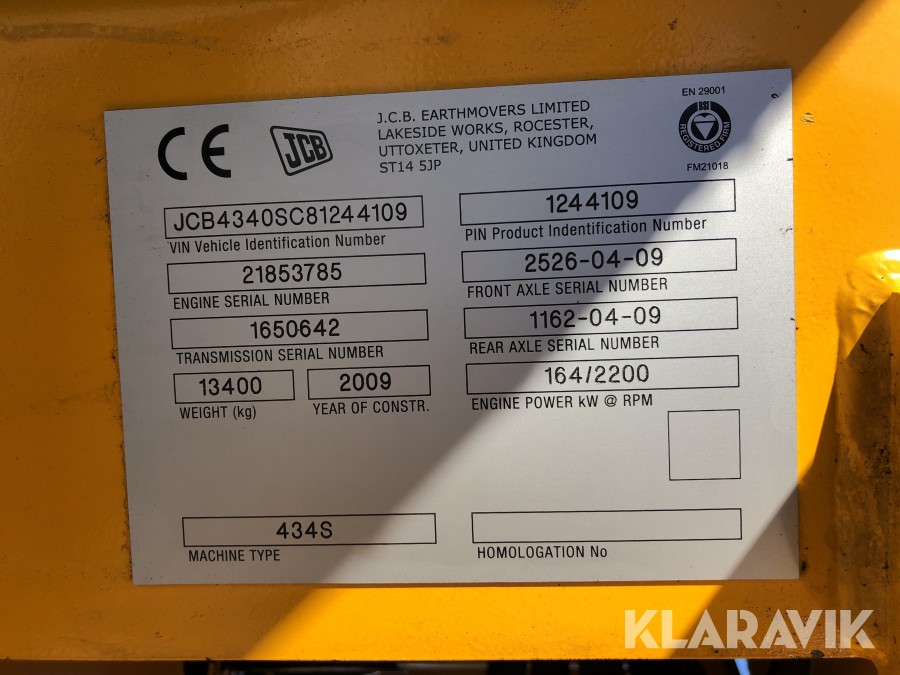 CE
JCB
J.C.B. EARTHMOVERS LIMITED
LAKESIDE WORKS, ROCESTER,
UTTOXETER, UNITED KINGDOM
ST14 5JP
EN 29001
BSI
REGISTERED FIRM
FM21018
JCB4340SC81244109
VIN Vehicle Identification Number
1244109
PIN Product Indentification Number
21853785
ENGINE SERIAL NUMBER
2526-04-09
FRONT AXLE SERIAL NUMBER
1650642
TRANSMISSION SERIAL NUMBER
1162-04-09
REAR AXLE SERIAL NUMBER
13400
WEIGHT (kg)
2009
YEAR OF CONSTR.
164/2200
ENGINE POWER kW @ RPM
434S
MACHINE TYPE
HOMOLOGATION No
KLARAVIK